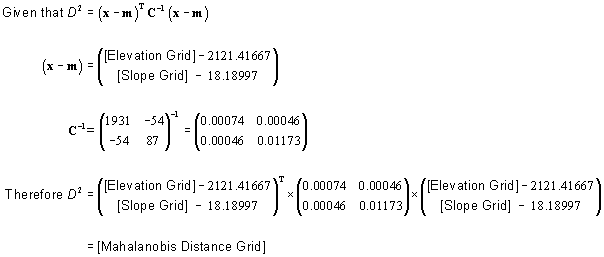 Given that D² = (x − m)ᵀ C⁻¹ (x − m)
(x − m) = ([Elevation Grid] − 2121.41667
[Slope Grid] − 18.18997)
C⁻¹ = (1931 −54
−54 87)⁻¹ = (0.00074 0.00046
0.00046 0.01173)
Therefore D² = ([Elevation Grid] − 2121.41667
[Slope Grid] − 18.18997)ᵀ × (0.00074 0.00046
0.00046 0.01173) × ([Elevation Grid] − 2121.41667
[Slope Grid] − 18.18997)
= [Mahalanobis Distance Grid]